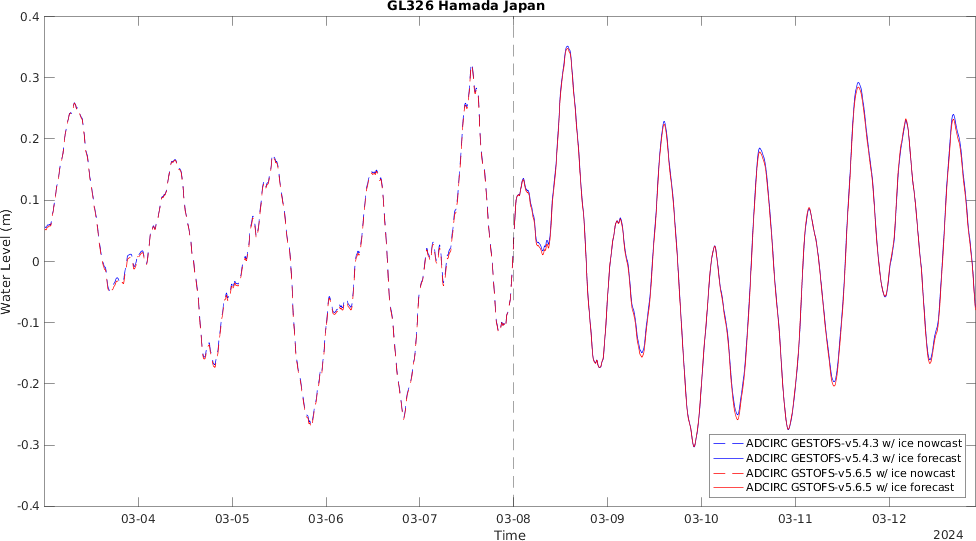 GL326 Hamada Japan
0.4
0.3
0.2
0.1
0
-0.1
-0.2
-0.3
-0.4
Water Level (m)
03-04 03-05 03-06 03-07 03-08 03-09 03-10 03-11 03-12
Time
2024
ADCIRC GESTOFS-v5.4.3 w/ ice nowcast
ADCIRC GESTOFS-v5.4.3 w/ ice forecast
ADCIRC GSTOFS-v5.6.5 w/ ice nowcast
ADCIRC GSTOFS-v5.6.5 w/ ice forecast